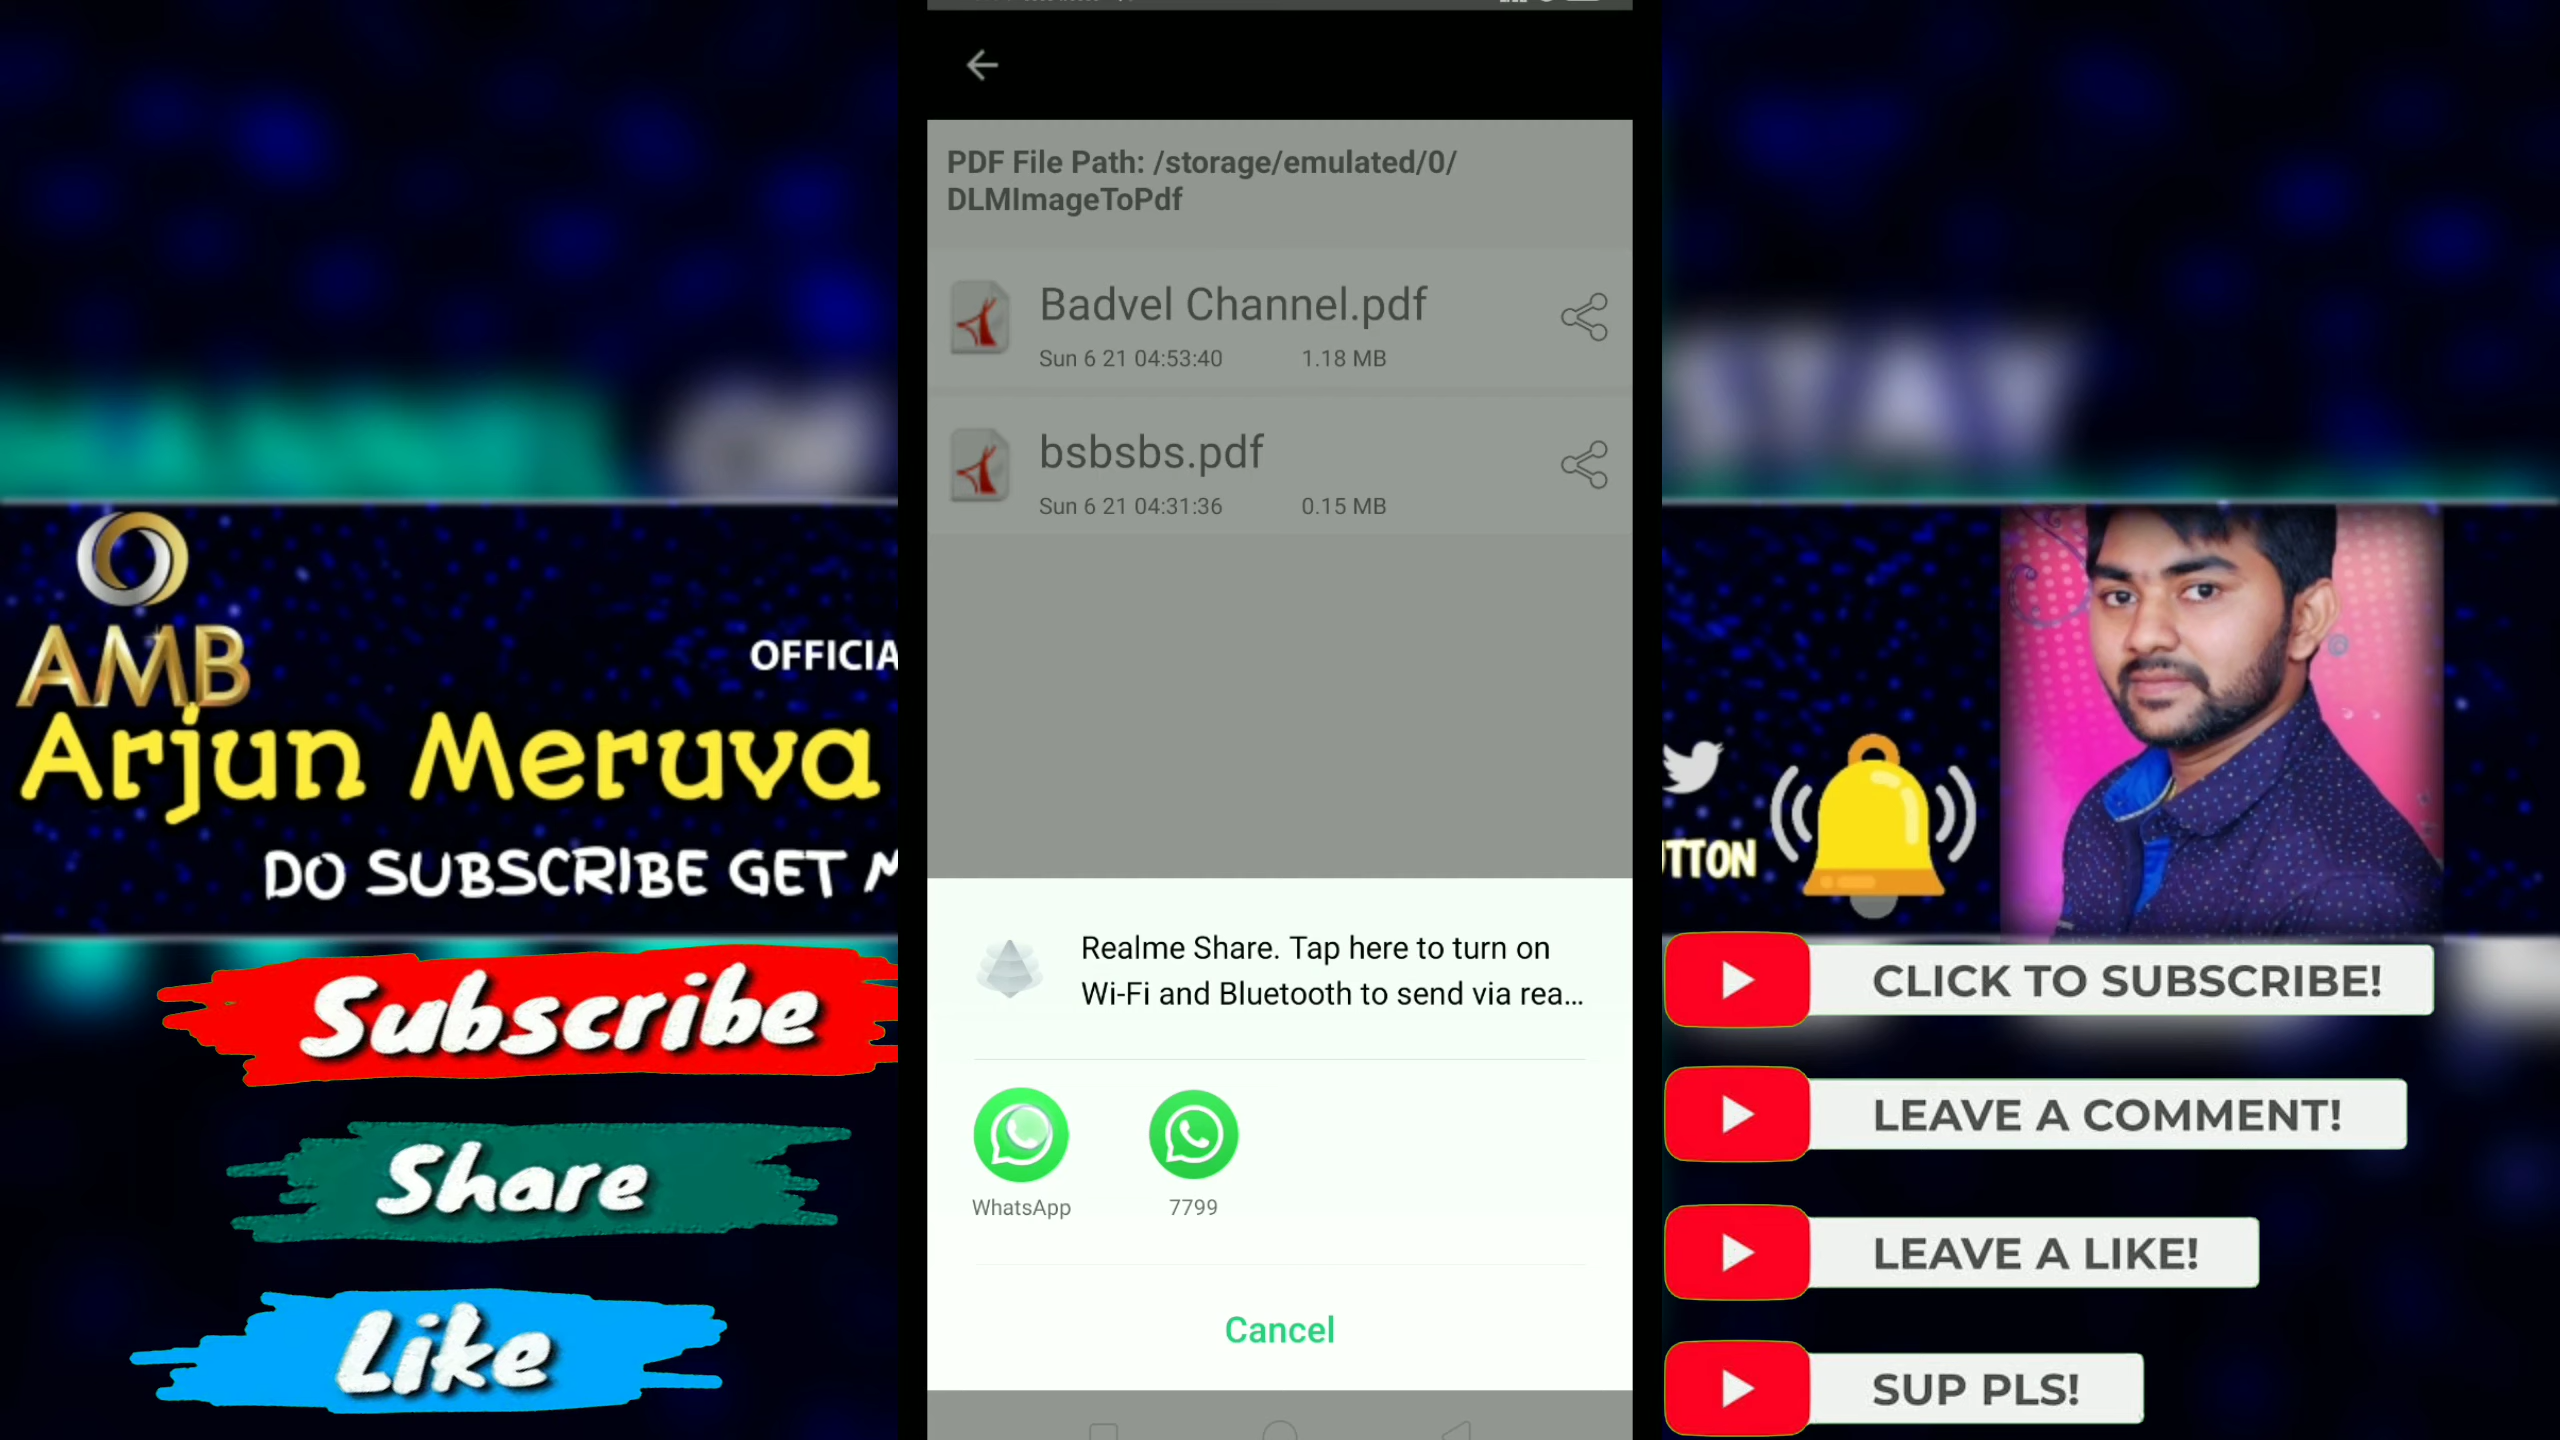 PDF File Path: /storage/emulated/0/
DLMImageToPdf
Badvel Channel.pdf
Sun 6 21 04:53:40 1.18 MB
bsbsbs.pdf
Sun 6 21 04:31:36 0.15 MB
Realme Share. Tap here to turn on
Wi-Fi and Bluetooth to send via rea...
WhatsApp
7799
Cancel
AMB
OFFICIA
Arjun Meruva
DO SUBSCRIBE GET
Subscribe
Share
Like
TTON
CLICK TO SUBSCRIBE!
LEAVE A COMMENT!
LEAVE A LIKE!
SUP PLS!